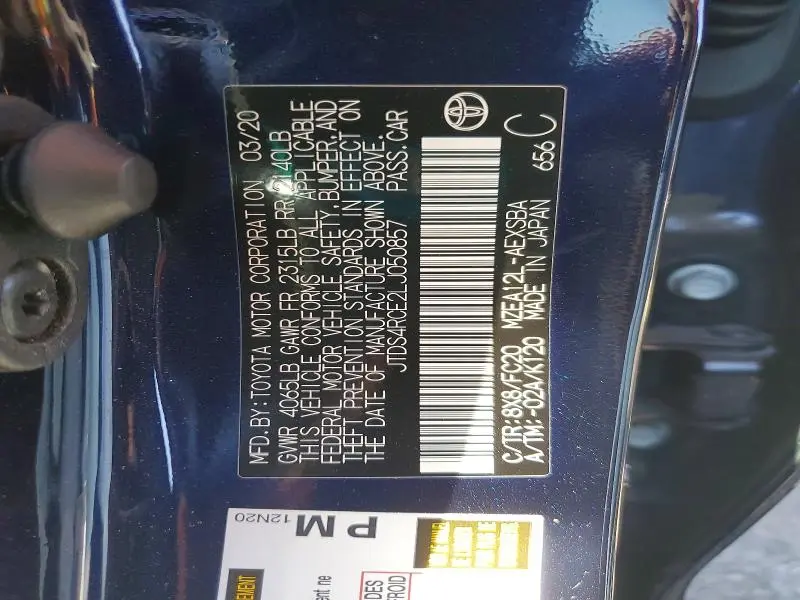 MFD.BY:TOYOTA MOTOR CORPORATION 03/20
GVWR 4065LB GAWR FR 2315LB RR 2140LB
THIS VEHICLE CONFORMS TO ALL APPLICABLE
FEDERAL MOTOR VEHICLE SAFETY,BUMPER,AND
THEFT PREVENTION STANDARDS IN EFFECT ON
THE DATE OF MANUFACTURE SHOWN ABOVE.
JTDS4RCE2LJ050857 PASS.CAR
C/TR:8X8/FC20 MZEA12L-AEXSBA 656 C
A/TM:-02A/K120 MADE IN JAPAN
PM
12N20